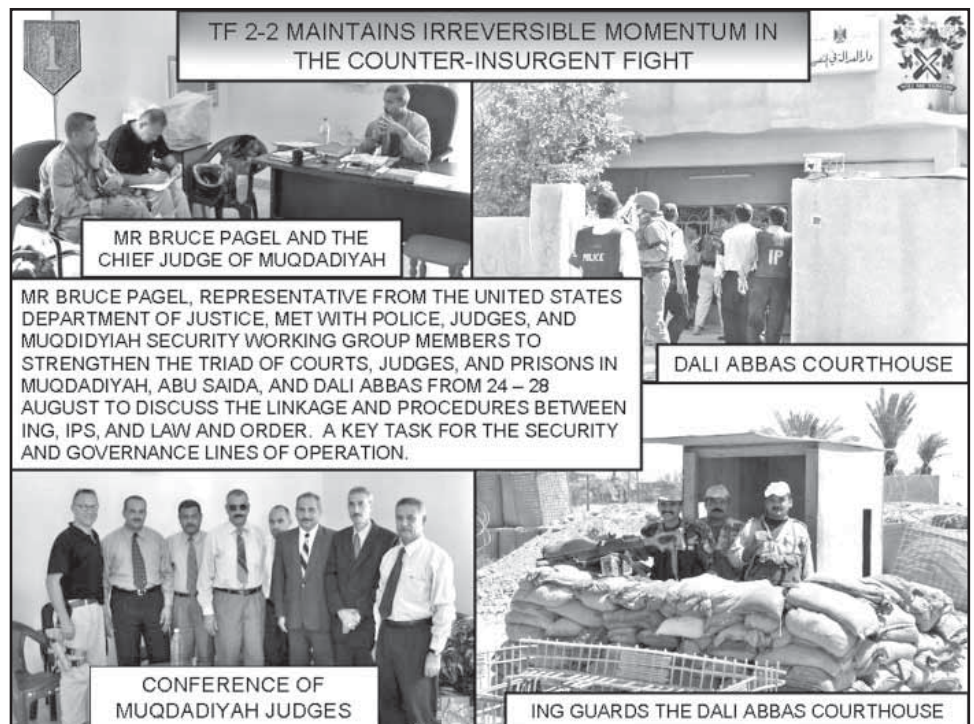 TF 2-2 MAINTAINS IRREVERSIBLE MOMENTUM IN
THE COUNTER-INSURGENT FIGHT
1
MR BRUCE PAGEL AND THE
CHIEF JUDGE OF MUQDADIYAH
POLICE
IP
DALI ABBAS COURTHOUSE
MR BRUCE PAGEL, REPRESENTATIVE FROM THE UNITED STATES
DEPARTMENT OF JUSTICE, MET WITH POLICE, JUDGES, AND
MUQDIDYIAH SECURITY WORKING GROUP MEMBERS TO
STRENGTHEN THE TRIAD OF COURTS, JUDGES, AND PRISONS IN
MUQDADIYAH, ABU SAIDA, AND DALI ABBAS FROM 24 – 28
AUGUST TO DISCUSS THE LINKAGE AND PROCEDURES BETWEEN
ING, IPS, AND LAW AND ORDER.  A KEY TASK FOR THE SECURITY
AND GOVERNANCE LINES OF OPERATION.
CONFERENCE OF
MUQDADIYAH JUDGES
ING GUARDS THE DALI ABBAS COURTHOUSE